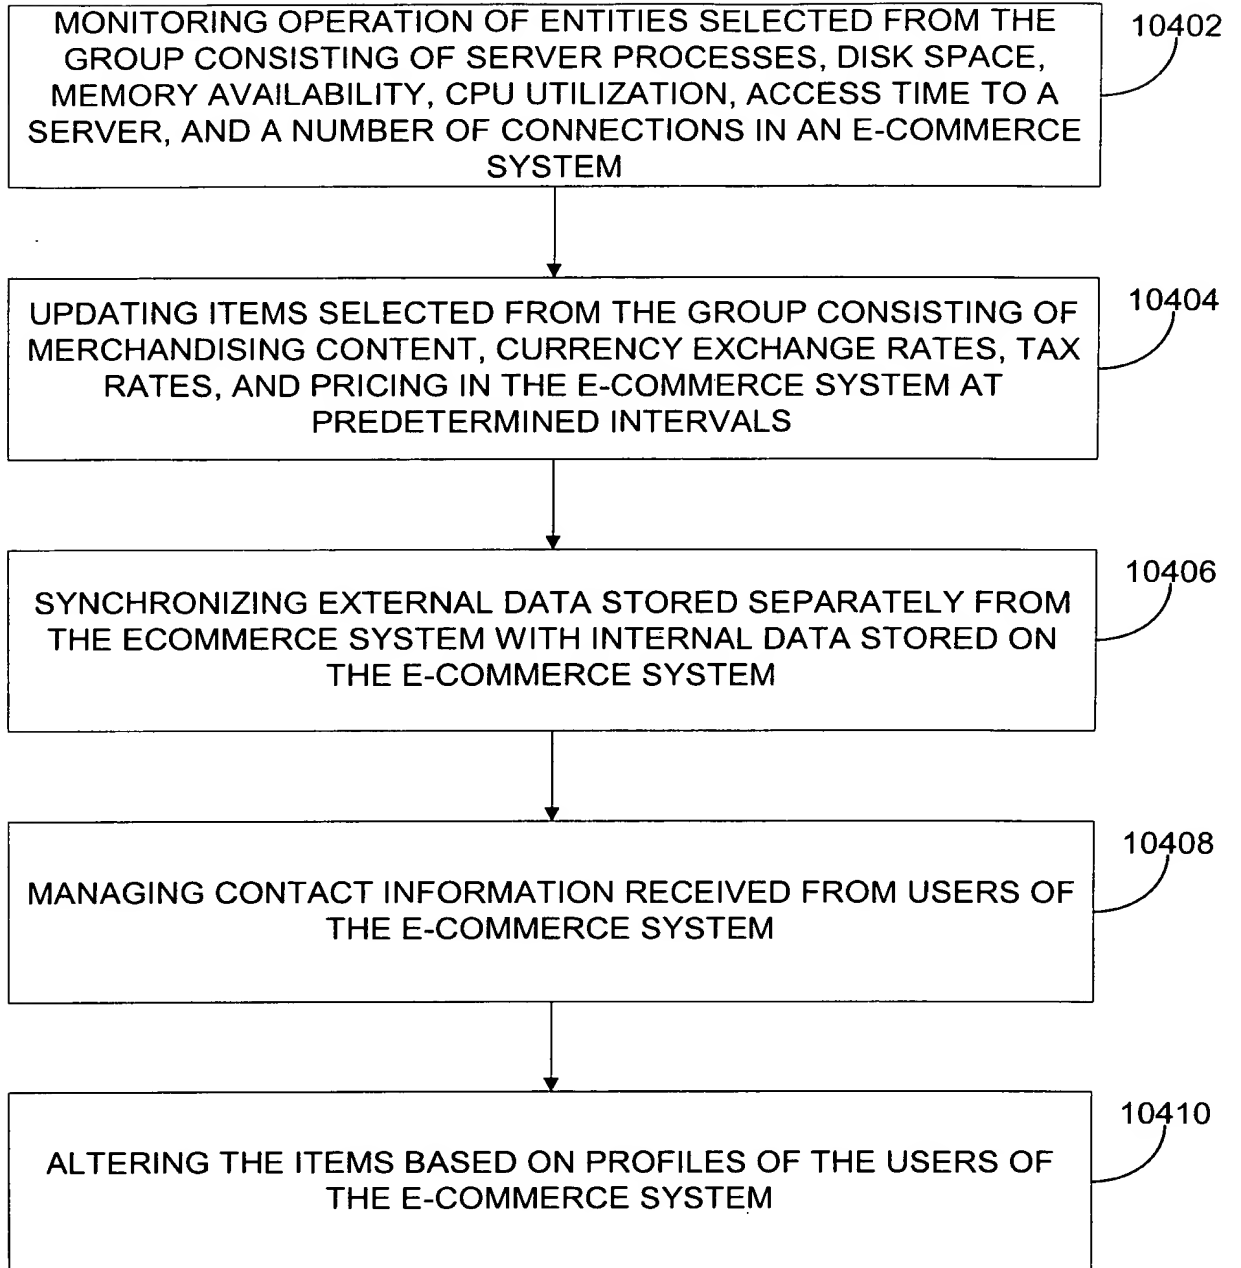 MONITORING OPERATION OF ENTITIES SELECTED FROM THE
GROUP CONSISTING OF SERVER PROCESSES, DISK SPACE,
MEMORY AVAILABILITY, CPU UTILIZATION, ACCESS TIME TO A
SERVER, AND A NUMBER OF CONNECTIONS IN AN E-COMMERCE
SYSTEM
10402
UPDATING ITEMS SELECTED FROM THE GROUP CONSISTING OF
MERCHANDISING CONTENT, CURRENCY EXCHANGE RATES, TAX
RATES, AND PRICING IN THE E-COMMERCE SYSTEM AT
PREDETERMINED INTERVALS
10404
SYNCHRONIZING EXTERNAL DATA STORED SEPARATELY FROM
THE ECOMMERCE SYSTEM WITH INTERNAL DATA STORED ON
THE E-COMMERCE SYSTEM
10406
MANAGING CONTACT INFORMATION RECEIVED FROM USERS OF
THE E-COMMERCE SYSTEM
10408
ALTERING THE ITEMS BASED ON PROFILES OF THE USERS OF
THE E-COMMERCE SYSTEM
10410